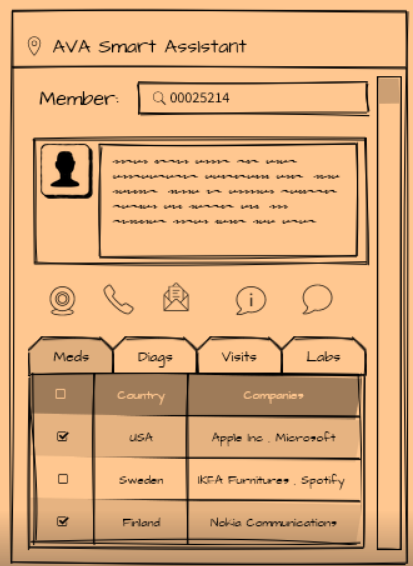 AVA Smart Assistant
Member: 00025214
Meds Diags Visits Labs
Country Companies
USA Apple Inc , Microsoft
Sweden IKEA Furnitures , Spotify
Finland Nokia Communications